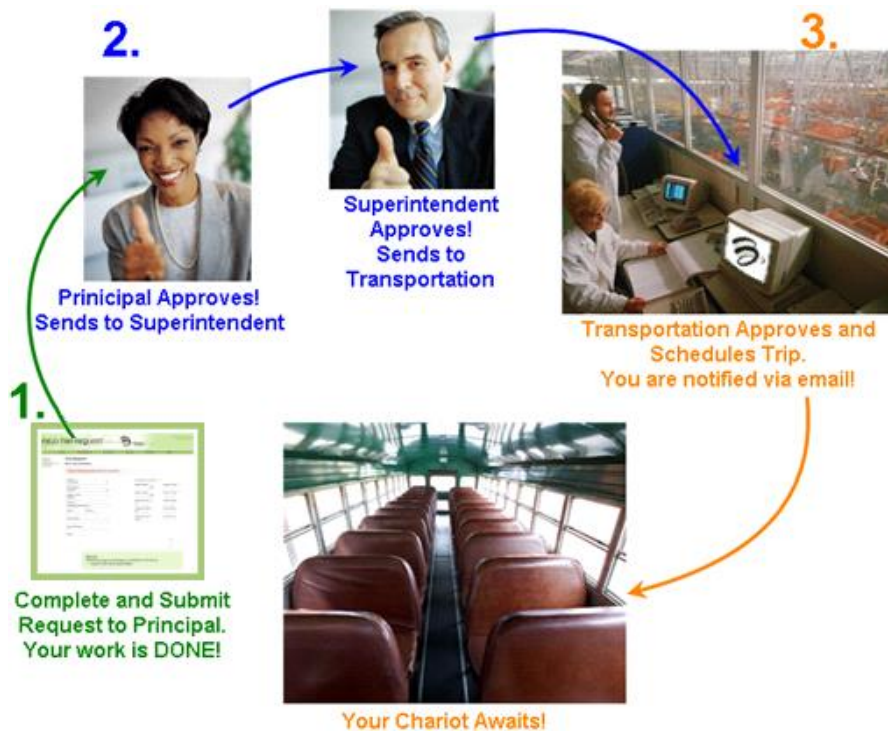 1.
Complete and Submit
Request to Principal.
Your work is DONE!
2.
Prinicipal Approves!
Sends to Superintendent
Superintendent
Approves!
Sends to
Transportation
3.
Transportation Approves and
Schedules Trip.
You are notified via email!
Your Chariot Awaits!